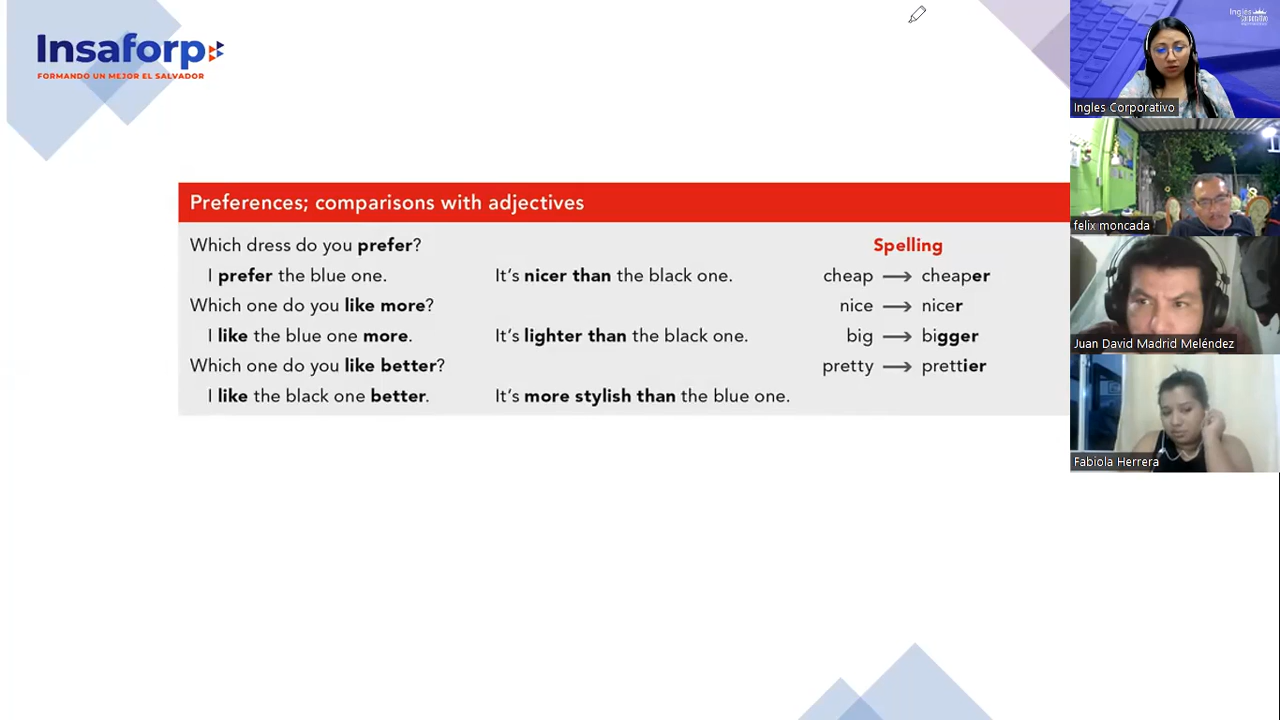 Insaforp
FORMANDO UN MEJOR EL SALVADOR
Preferences; comparisons with adjectives
Which dress do you prefer?
I prefer the blue one.
It's nicer than the black one.
Which one do you like more?
I like the blue one more.
It's lighter than the black one.
Which one do you like better?
I like the black one better.
It's more stylish than the blue one.
Spelling
cheap → cheaper
nice → nicer
big → bigger
pretty → prettier
Inglés
Ingles Corporativo
felix moncada
Juan David Madrid Meléndez
Fabiola Herrera